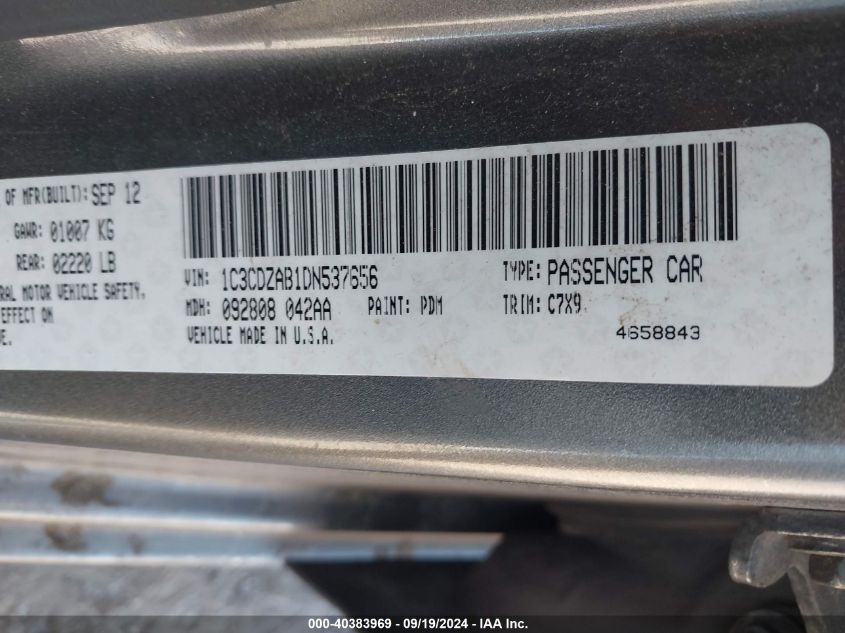 OF MFR(BUILT): SEP 12
GAWR: 01007 KG
REAR: 02220 LB
RAL MOTOR VEHICLE SAFETY.
EFFECT ON
E.
VIN: 1C3CDZAB1DN537656 TYPE: PASSENGER CAR
MDH: 092808 042AA PAINT: PDM TRIM: C7X9
VEHICLE MADE IN U.S.A. 4658843
000-40383969 - 09/19/2024 - IAA Inc.